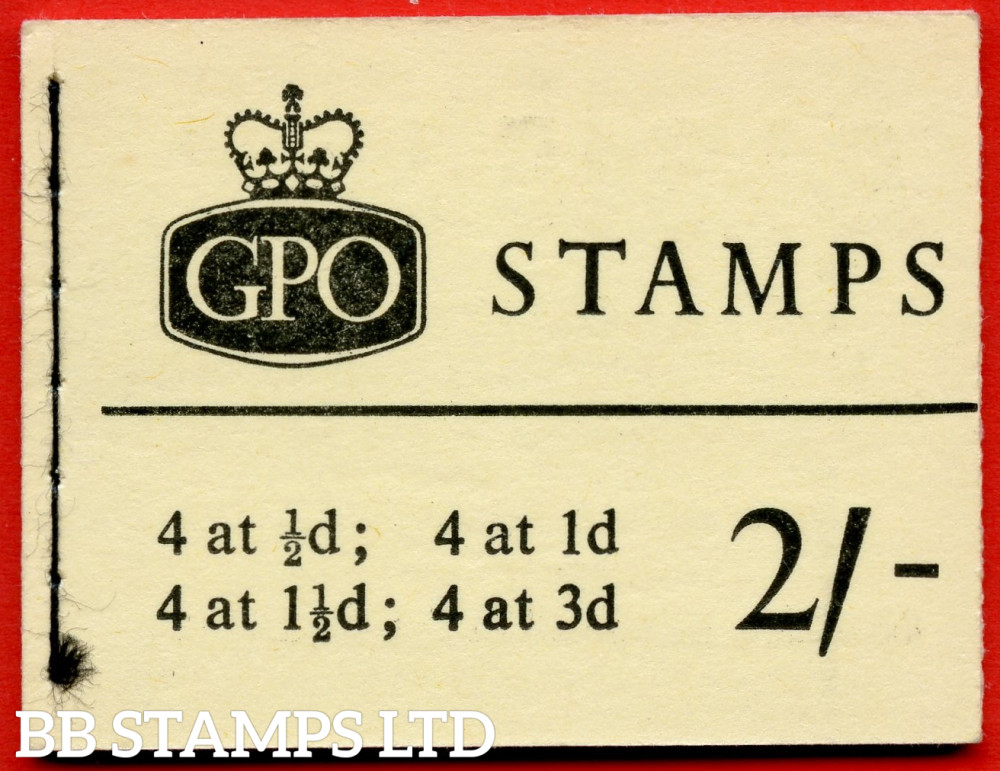 GPO STAMPS
4 at ½d; 4 at 1d
4 at 1½d; 4 at 3d
2/-
BB STAMPS LTD